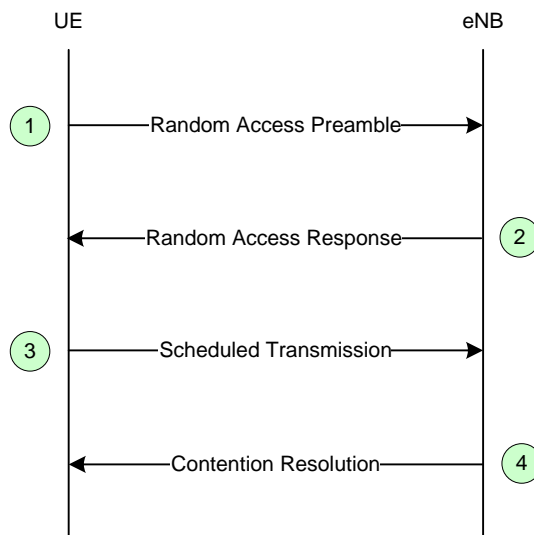 UE
eNB
1
Random Access Preamble
Random Access Response
2
3
Scheduled Transmission
Contention Resolution
4